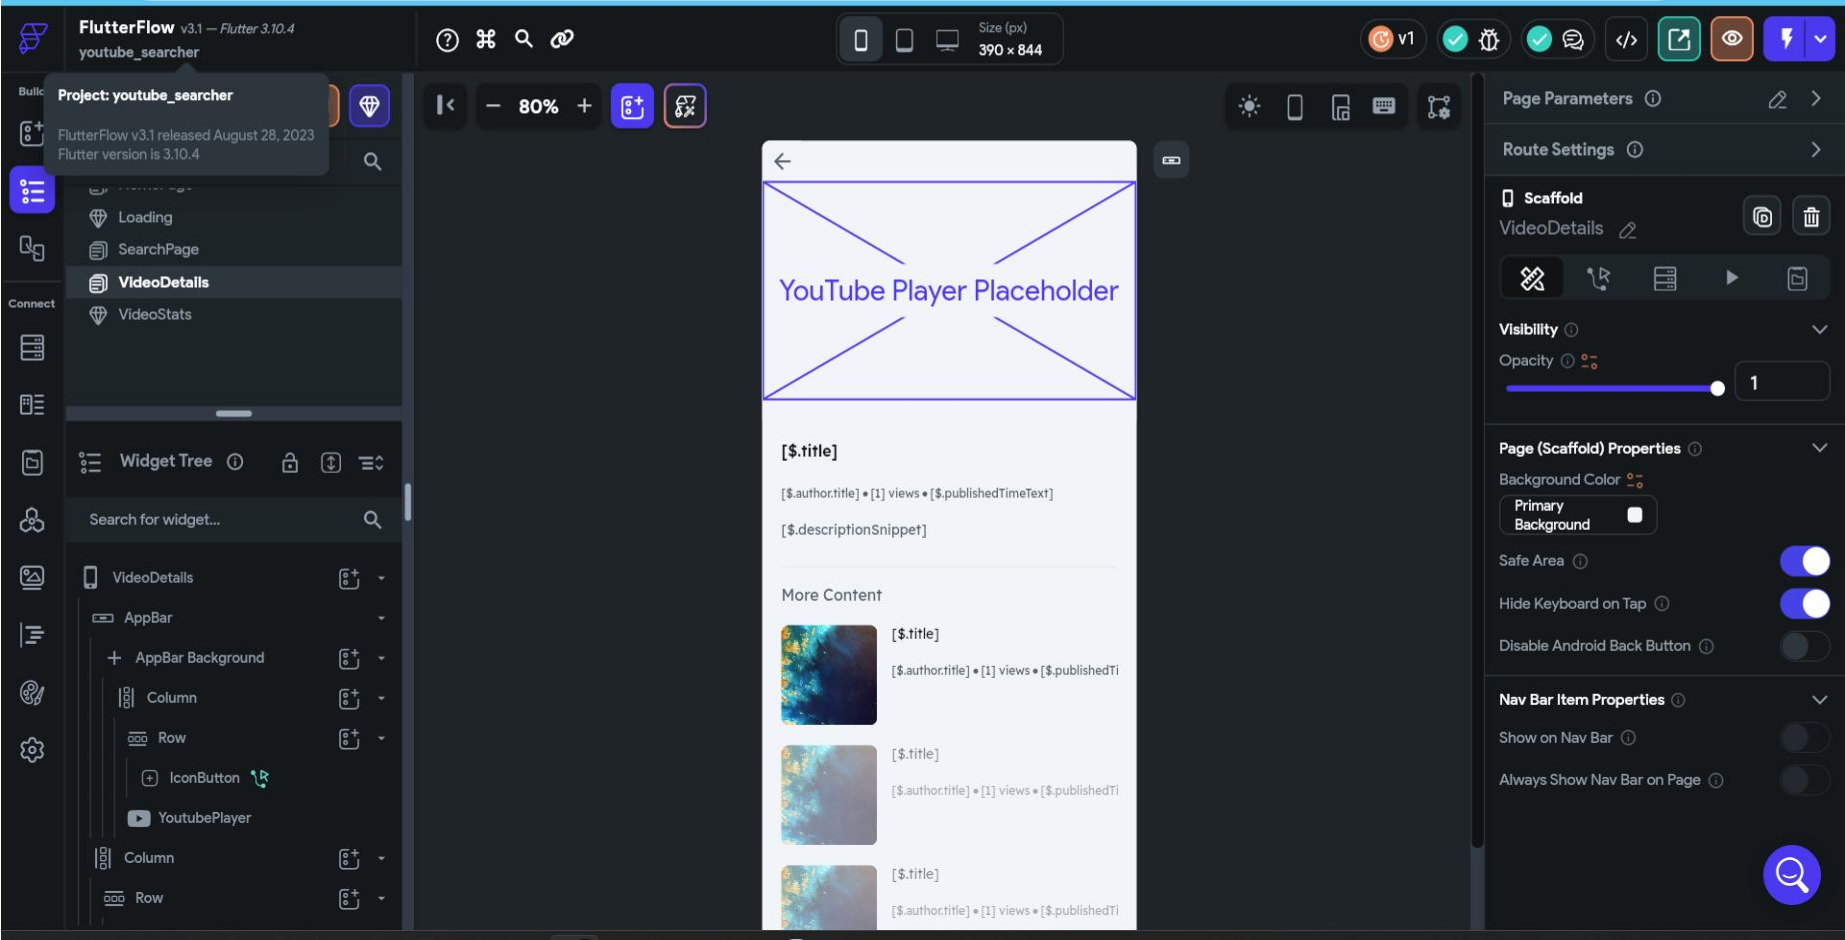 FlutterFlow v3.1 — Flutter 3.10.4
youtube_searcher
Size (px)
390 × 844
v1
Project: youtube_searcher
FlutterFlow v3.1 released August 28, 2023
Flutter version is 3.10.4
80%
Loading
SearchPage
VideoDetails
VideoStats
Connect
Widget Tree
Search for widget...
VideoDetails
AppBar
AppBar Background
Column
Row
IconButton
YoutubePlayer
Column
Row
YouTube Player Placeholder
[$.title]
[$.author.title] • [1] views • [$.publishedTimeText]
[$.descriptionSnippet]
More Content
[$.title]
[$.author.title] • [1] views • [$.publishedTi
[$.title]
[$.author.title] • [1] views • [$.publishedTi
[$.title]
[$.author.title] • [1] views • [$.publishedTi
Page Parameters
Route Settings
Scaffold
VideoDetails
Visibility
Opacity
1
Page (Scaffold) Properties
Background Color
Primary
Background
Safe Area
Hide Keyboard on Tap
Disable Android Back Button
Nav Bar Item Properties
Show on Nav Bar
Always Show Nav Bar on Page